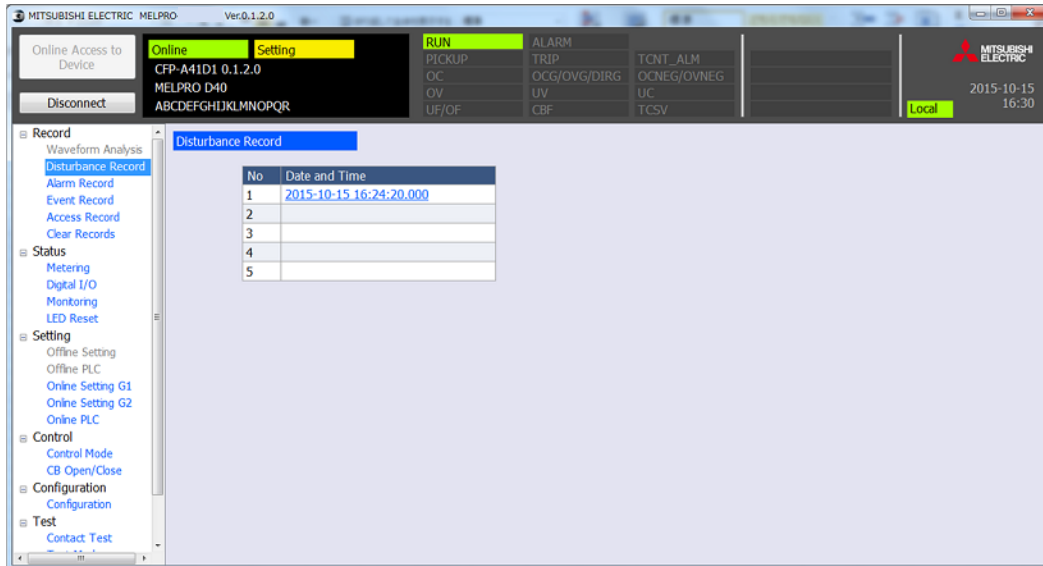 MITSUBISHI ELECTRIC MELPRO Ver.0.1.2.0
Online Access to
Device
Disconnect
Online Setting
CFP-A41D1 0.1.2.0
MELPRO D40
ABCDEFGHIJKLMNOPQR
RUN ALARM
PICKUP TRIP TCNT_ALM
OC OCG/OVG/DIRG OCNEG/OVNEG
OV UV UC
UF/OF CBF TCSV
MITSUBISHI
ELECTRIC
2015-10-15
Local 16:30
Record
Waveform Analysis
Disturbance Record
Alarm Record
Event Record
Access Record
Clear Records
Status
Metering
Digital I/O
Monitoring
LED Reset
Setting
Offline Setting
Offline PLC
Online Setting G1
Online Setting G2
Online PLC
Control
Control Mode
CB Open/Close
Configuration
Configuration
Test
Contact Test
Disturbance Record
No Date and Time
1 2015-10-15 16:24:20.000
2
3
4
5